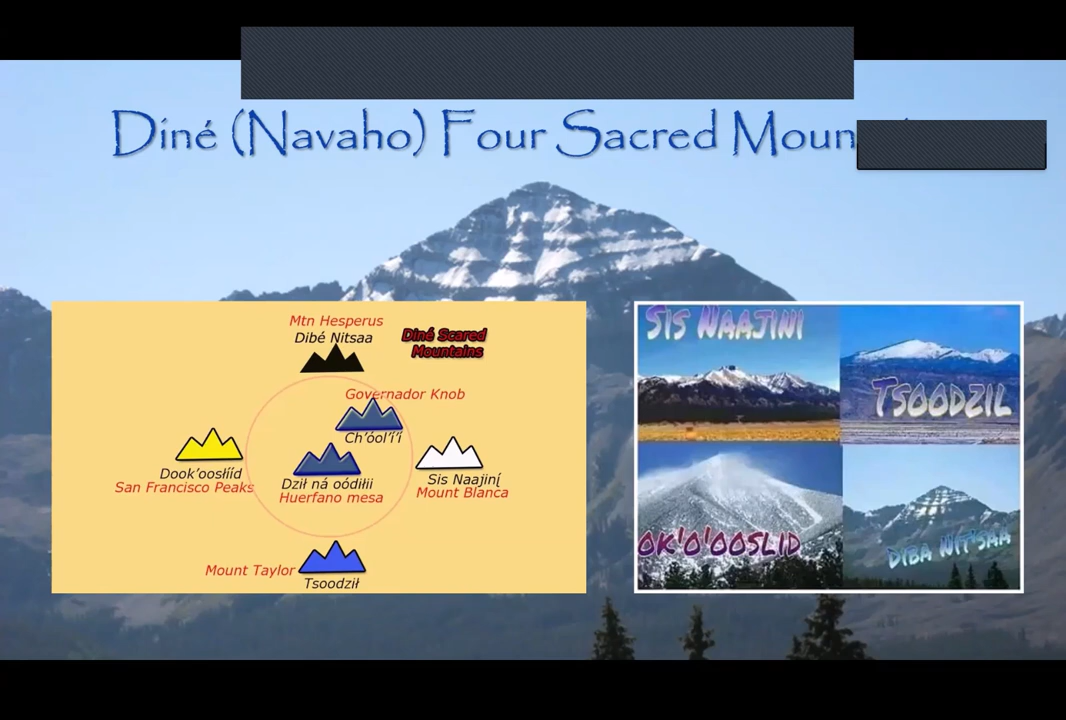 Diné (Navaho) Four Sacred Moun
Mtn Hesperus
Dibé Nitsaa
Diné Scared
Mountains
Governador Knob
Ch'óol'í'í
Dook'oosłííd
San Francisco Peaks
Dził ná oódiłii
Huerfano mesa
Sis Naajiní
Mount Blanca
Mount Taylor
Tsoodził
Sis Naajini
Tsoodzil
OK'O'OOSLID
Diba Nit'saa